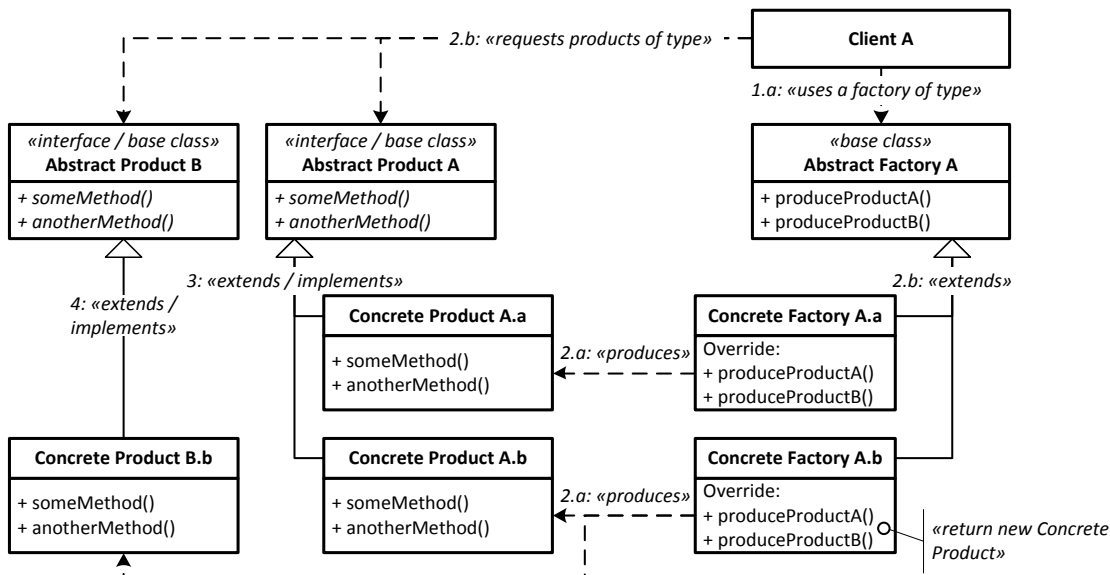 2.b: «requests products of type»
Client A
1.a: «uses a factory of type»
«interface / base class»
Abstract Product B
+ someMethod()
+ anotherMethod()
«interface / base class»
Abstract Product A
+ someMethod()
+ anotherMethod()
«base class»
Abstract Factory A
+ produceProductA()
+ produceProductB()
3: «extends / implements»
2.b: «extends»
4: «extends /
implements»
Concrete Product A.a
+ someMethod()
+ anotherMethod()
2.a: «produces»
Concrete Factory A.a
Override:
+ produceProductA()
+ produceProductB()
Concrete Product B.b
+ someMethod()
+ anotherMethod()
Concrete Product A.b
+ someMethod()
+ anotherMethod()
2.a: «produces»
Concrete Factory A.b
Override:
+ produceProductA()
+ produceProductB()
«return new Concrete
Product»